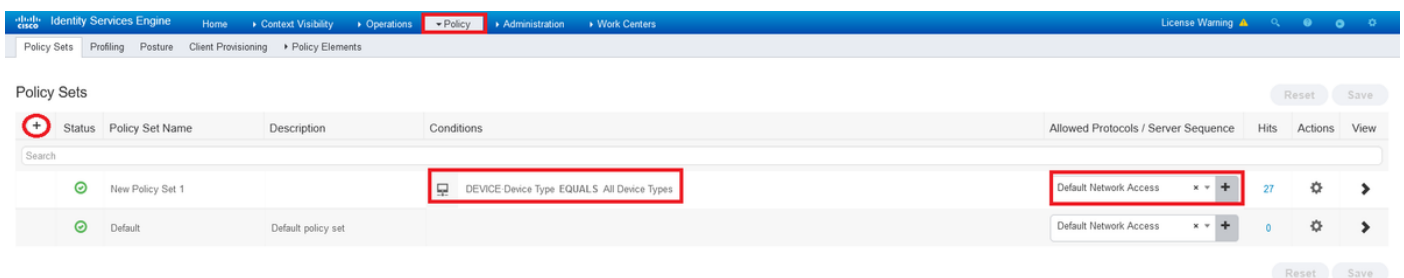 cisco Identity Services Engine Home Context Visibility Operations Policy Administration Work Centers License Warning
Policy Sets Profiling Posture Client Provisioning Policy Elements
Policy Sets
Reset Save
+ Status Policy Set Name Description Conditions Allowed Protocols / Server Sequence Hits Actions View
Search
New Policy Set 1 DEVICE·Device Type EQUALS All Device Types Default Network Access × + 27
Default Default policy set Default Network Access × + 0
Reset Save